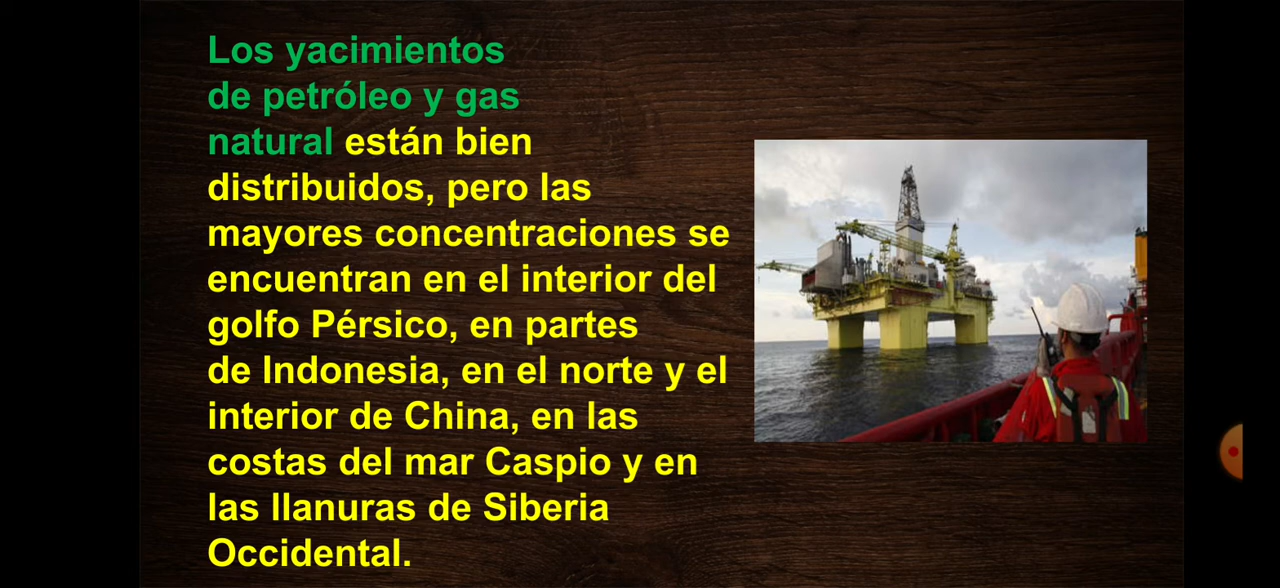 Los yacimientos
de petróleo y gas
natural están bien
distribuidos, pero las
mayores concentraciones se
encuentran en el interior del
golfo Pérsico, en partes
de Indonesia, en el norte y el
interior de China, en las
costas del mar Caspio y en
las llanuras de Siberia
Occidental.